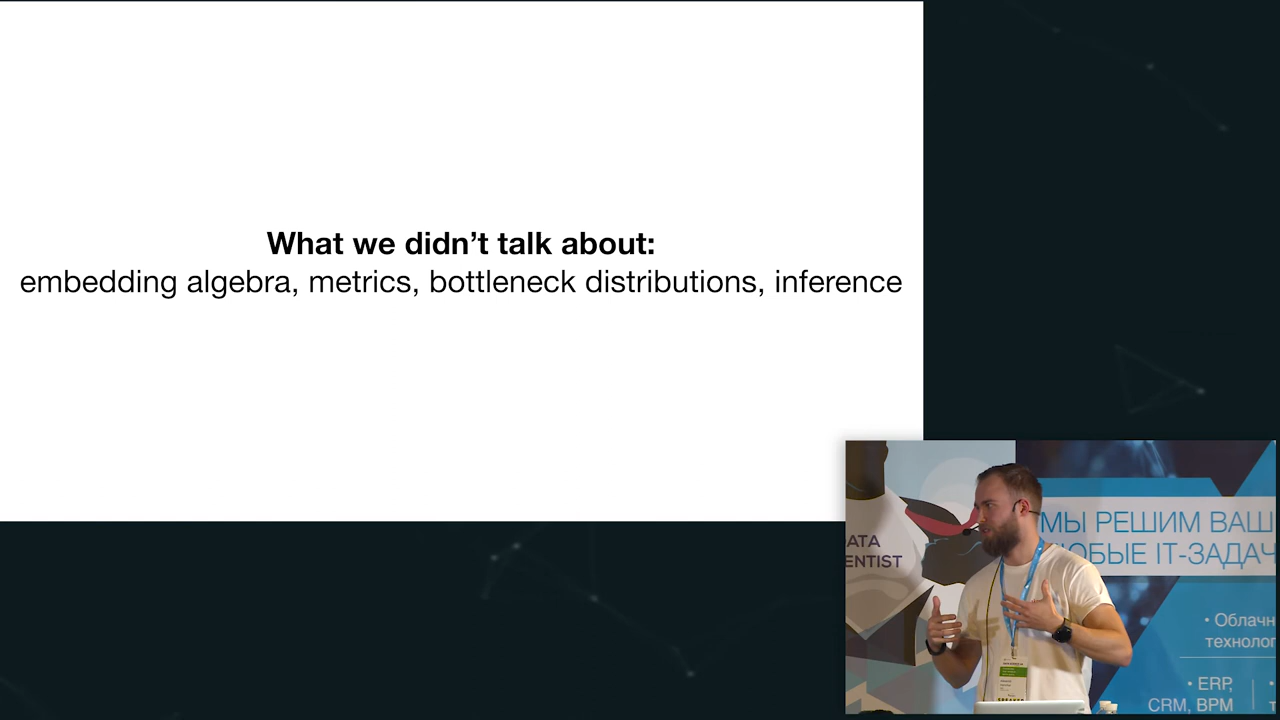 What we didn't talk about:
embedding algebra, metrics, bottleneck distributions, inference
МЫ РЕШИМ ВАШ
ЮБЫЕ IT-ЗАДАЧ
ATA
ENTIST
• Облачн
технолог
• ERP,
CRM, BPM